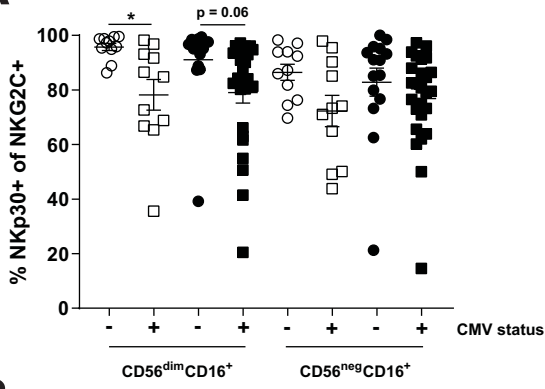 * p = 0.06
100
80
60
40
20
0
% NKp30+ of NKG2C+
- + - + - + - + CMV status
CD56dimCD16+ CD56negCD16+